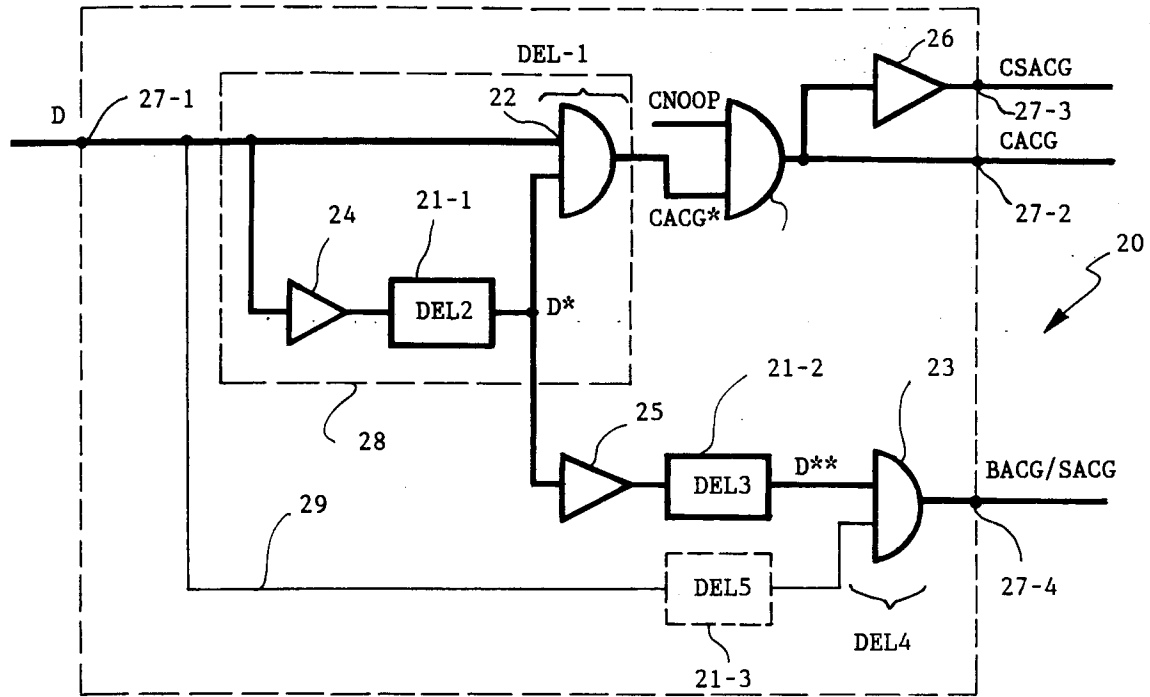 DEL-1
26
CSACG
D
27-1
22
CNOOP
27-3
CACG
21-1
24
CACG*
27-2
20
DEL2
D*
21-2
23
28
25
D**
BACG/SACG
DEL3
29
DEL5
27-4
DEL4
21-3